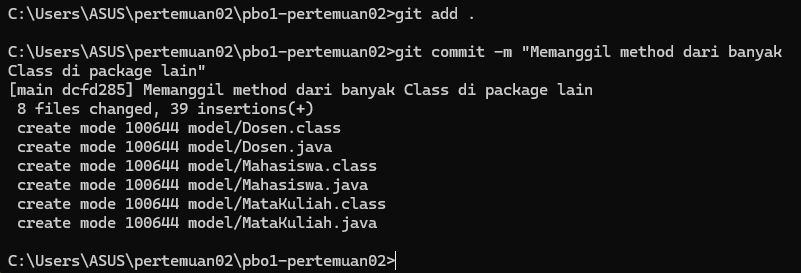 C:\Users\ASUS\pertemuan02\pbo1-pertemuan02>git add .
C:\Users\ASUS\pertemuan02\pbo1-pertemuan02>git commit -m "Memanggil method dari banyak
Class di package lain"
[main dcfd285] Memanggil method dari banyak Class di package lain
 8 files changed, 39 insertions(+)
 create mode 100644 model/Dosen.class
 create mode 100644 model/Dosen.java
 create mode 100644 model/Mahasiswa.class
 create mode 100644 model/Mahasiswa.java
 create mode 100644 model/MataKuliah.class
 create mode 100644 model/MataKuliah.java
C:\Users\ASUS\pertemuan02\pbo1-pertemuan02>